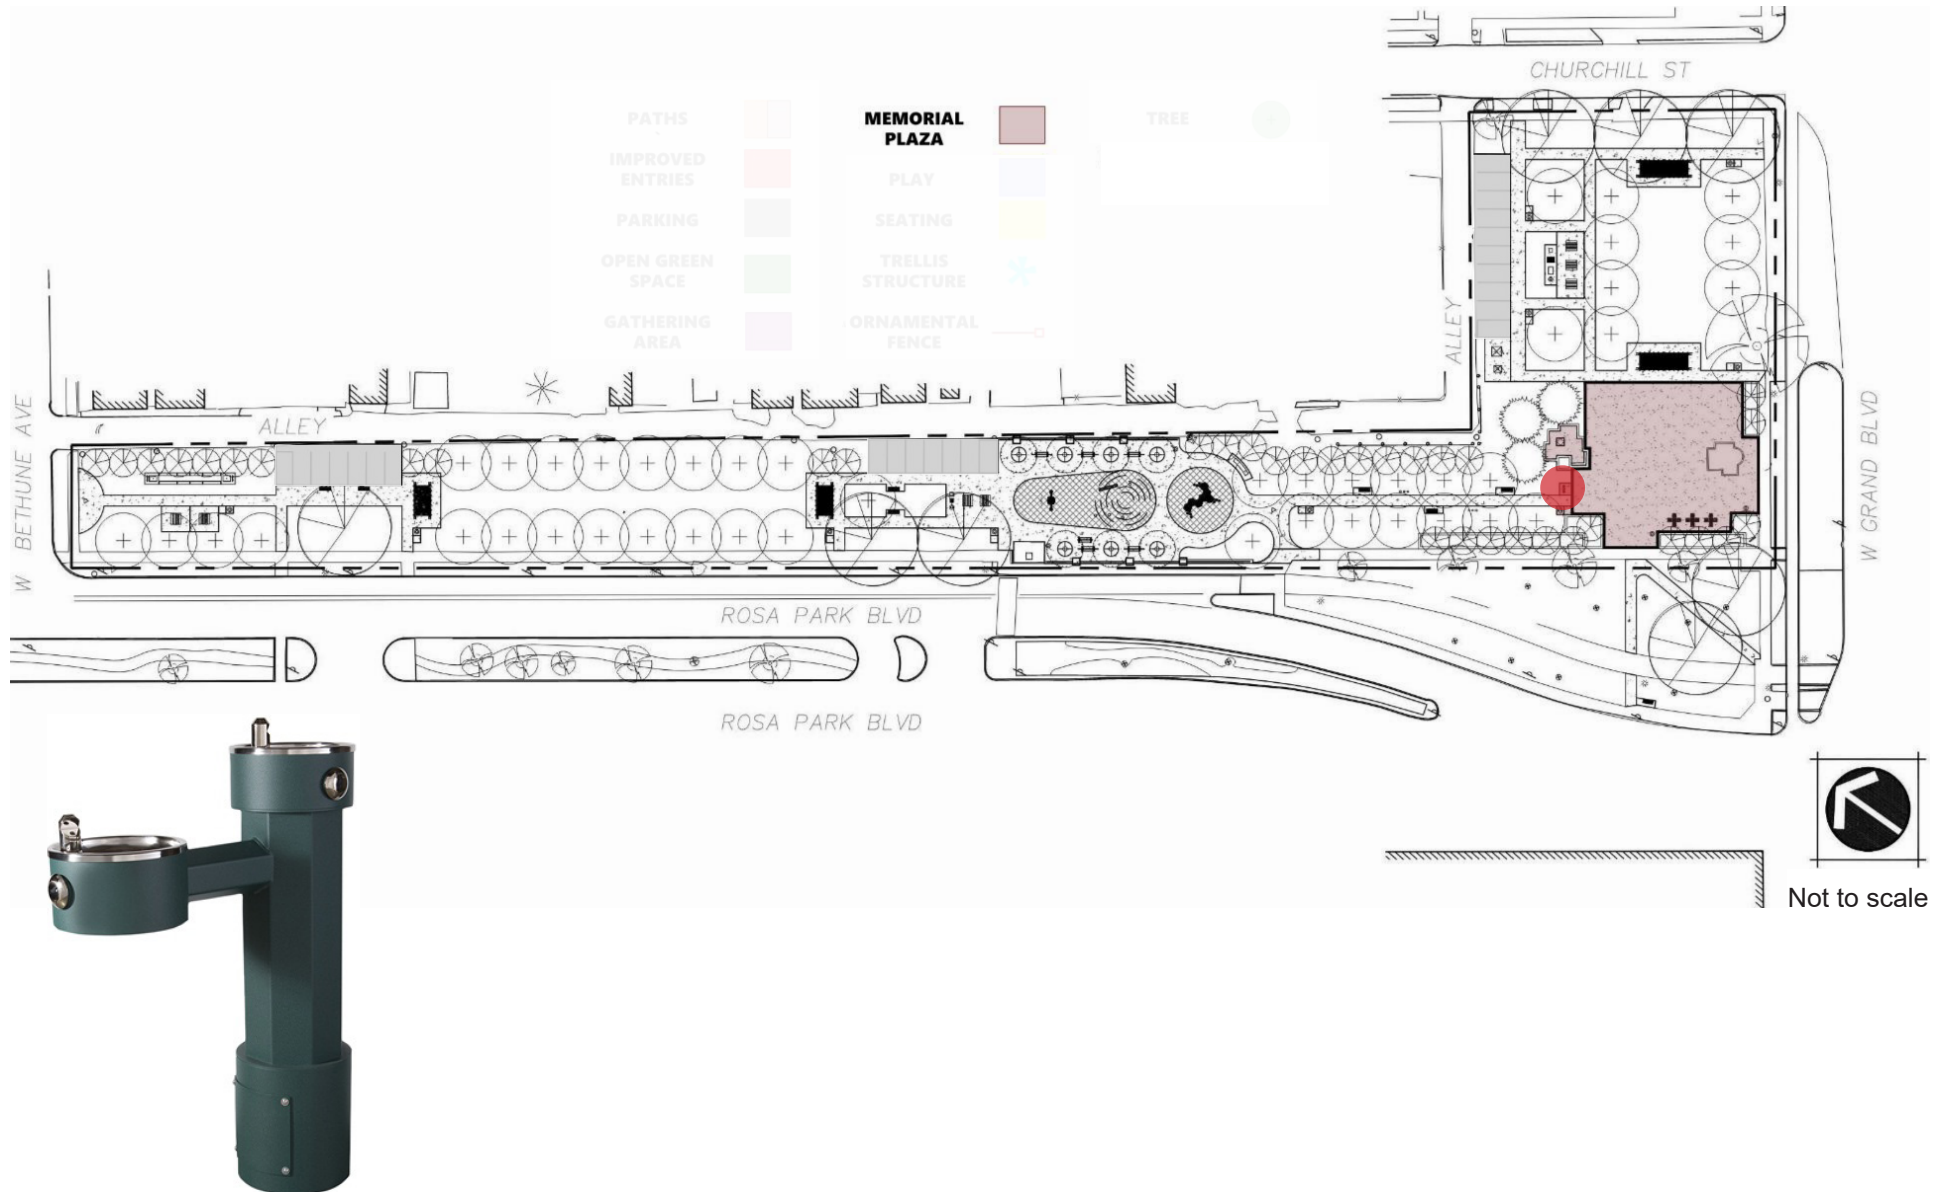 CHURCHILL ST
PATHS
MEMORIAL
PLAZA
TREE
IMPROVED
ENTRIES
PLAY
PARKING
SEATING
OPEN GREEN
SPACE
TRELLIS
STRUCTURE
GATHERING
AREA
ORNAMENTAL
FENCE
ALLEY
W BETHUNE AVE
ALLEY
W GRAND BLVD
ROSA PARK BLVD
ROSA PARK BLVD
Not to scale